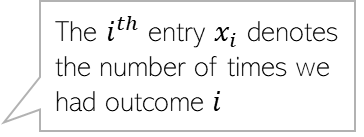 The $i^{th}$ entry $x_i$ denotes
the number of times we
had outcome $i$